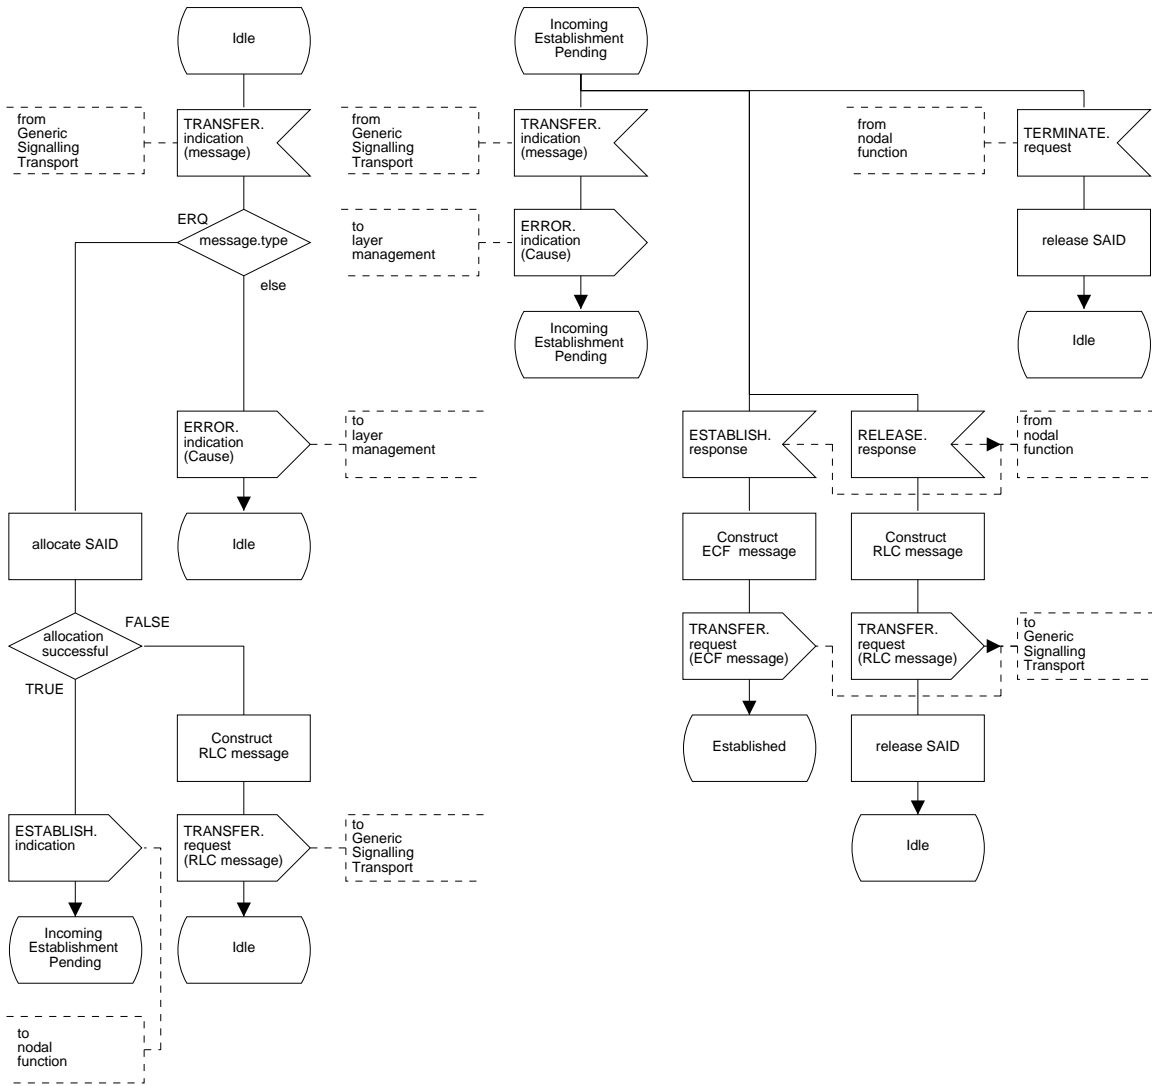 Idle
Incoming
Establishment
Pending
from
Generic
Signalling
Transport
TRANSFER.
indication
(message)
from
Generic
Signalling
Transport
TRANSFER.
indication
(message)
from
nodal
function
TERMINATE.
request
ERQ
message.type
else
to
layer
management
ERROR.
indication
(Cause)
release SAID
Incoming
Establishment
Pending
Idle
ERROR.
indication
(Cause)
to
layer
management
ESTABLISH.
response
RELEASE.
response
from
nodal
function
allocate SAID
Idle
Construct
ECF message
Construct
RLC message
allocation
successful
FALSE
TRUE
TRANSFER.
request
(ECF message)
TRANSFER.
request
(RLC message)
to
Generic
Signalling
Transport
Construct
RLC message
Established
release SAID
ESTABLISH.
indication
TRANSFER.
request
(RLC message)
to
Generic
Signalling
Transport
Idle
Incoming
Establishment
Pending
Idle
to
nodal
function